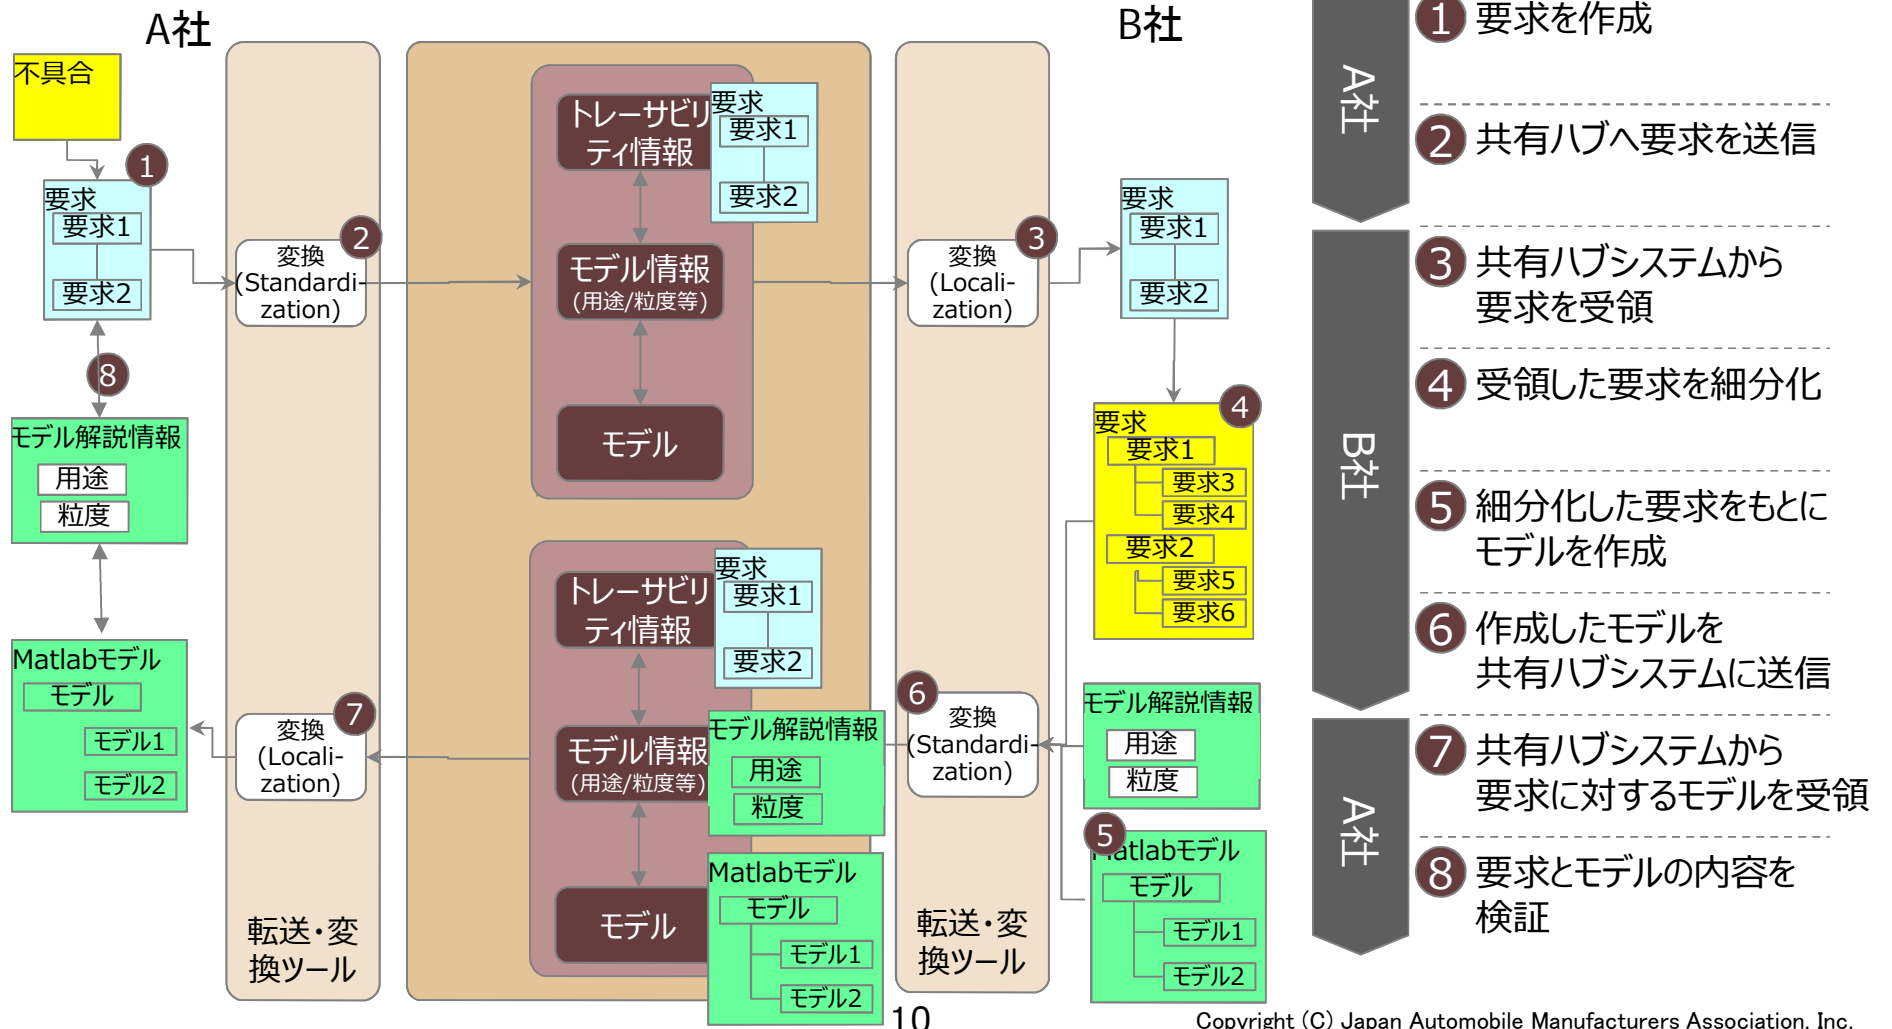 A社
B社
不具合
1
要求
要求1
要求2
8
モデル解説情報
用途
粒度
Matlabモデル
モデル
モデル1
モデル2
2
変換
(Standardi-
zation)
7
変換
(Locali-
zation)
転送・変
換ツール
トレーサビリ
ティ情報
要求
要求1
要求2
モデル情報
(用途/粒度等)
モデル
トレーサビリ
ティ情報
要求
要求1
要求2
モデル情報
(用途/粒度等)
モデル解説情報
用途
粒度
モデル
Matlabモデル
モデル
モデル1
モデル2
3
変換
(Locali-
zation)
6
変換
(Standardi-
zation)
転送・変
換ツール
要求
要求1
要求2
4
要求
要求1
要求3
要求4
要求2
要求5
要求6
モデル解説情報
用途
粒度
5
Matlabモデル
モデル
モデル1
モデル2
A社
1 要求を作成
2 共有ハブへ要求を送信
B社
3 共有ハブシステムから
要求を受領
4 受領した要求を細分化
5 細分化した要求をもとに
モデルを作成
6 作成したモデルを
共有ハブシステムに送信
A社
7 共有ハブシステムから
要求に対するモデルを受領
8 要求とモデルの内容を
検証
10
Copyright (C) Japan Automobile Manufacturers Association. Inc.